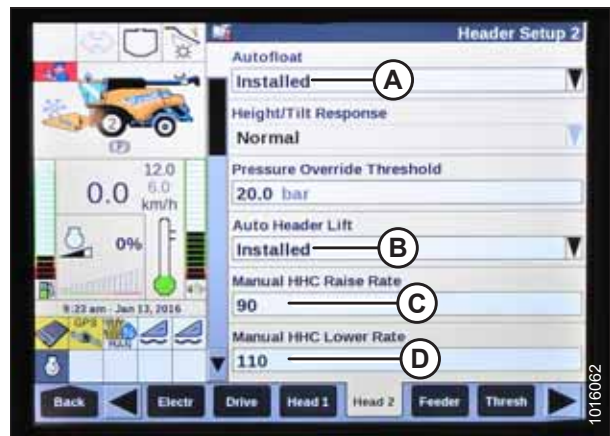 Header Setup 2
Autofloat
Installed
A
Height/Tilt Response
Normal
Pressure Override Threshold
20.0 bar
Auto Header Lift
Installed
B
Manual HHC Raise Rate
90
C
Manual HHC Lower Rate
110
D
2
(P)
12.0
6.0
0.0
km/h
0%
9:23 am - Jan 13, 2016
GPS
MAN
Back
Electr
Drive
Head 1
Head 2
Feeder
Thresh
1016062